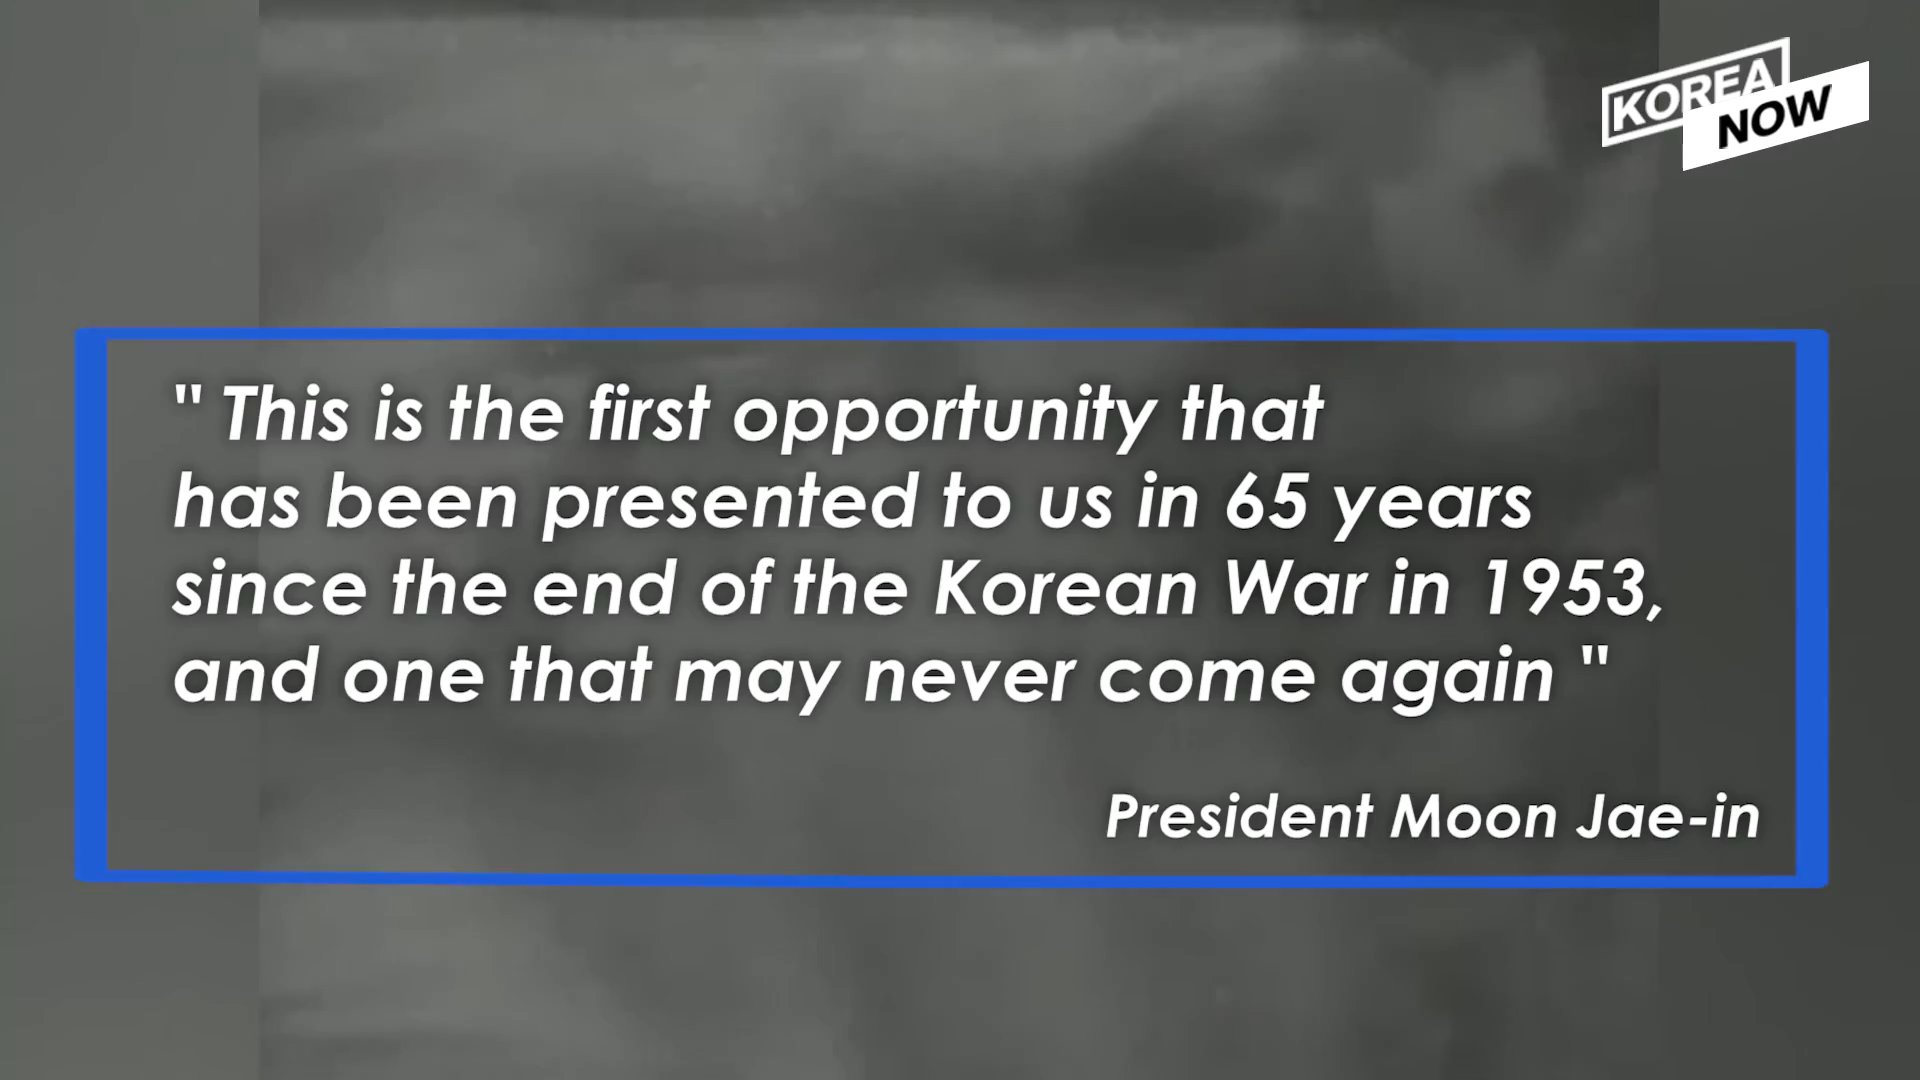 KOREA
NOW
" This is the first opportunity that
has been presented to us in 65 years
since the end of the Korean War in 1953,
and one that may never come again "
President Moon Jae-in